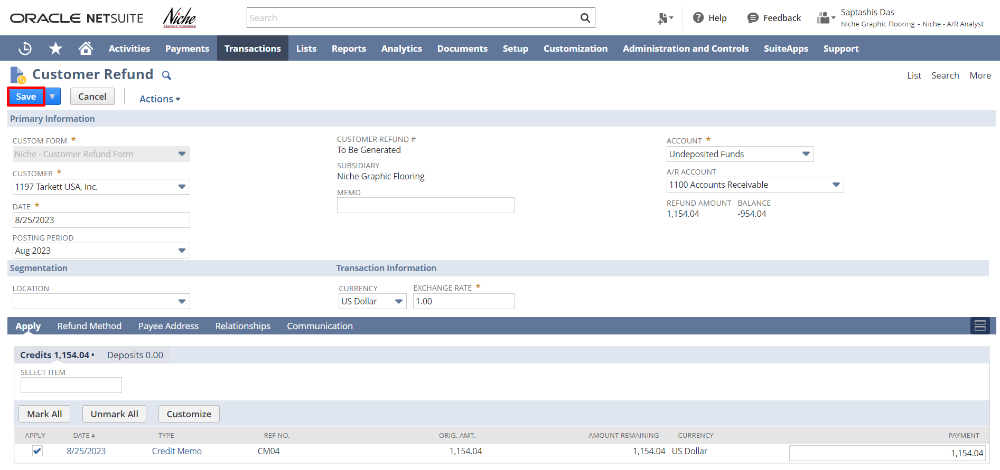 ORACLE NETSUITE
Niche
GRAPHIC FLOORING
Search
Help
Feedback
Saptashis Das
Niche Graphic Flooring - Niche - A/R Analyst
Activities
Payments
Transactions
Lists
Reports
Analytics
Documents
Setup
Customization
Administration and Controls
SuiteApps
Support
Customer Refund
List
Search
More
Save
Cancel
Actions
Primary Information
CUSTOM FORM *
Niche - Customer Refund Form
CUSTOMER *
1197 Tarkett USA, Inc.
DATE *
8/25/2023
POSTING PERIOD
Aug 2023
CUSTOMER REFUND #
To Be Generated
SUBSIDIARY
Niche Graphic Flooring
MEMO
ACCOUNT *
Undeposited Funds
A/R ACCOUNT
1100 Accounts Receivable
REFUND AMOUNT BALANCE
1,154.04 -954.04
Segmentation
Transaction Information
LOCATION
CURRENCY
US Dollar
EXCHANGE RATE *
1.00
Apply
Refund Method
Payee Address
Relationships
Communication
Credits 1,154.04 •
Deposits 0.00
SELECT ITEM
Mark All
Unmark All
Customize
APPLY DATE TYPE REF NO. ORIG. AMT. AMOUNT REMAINING CURRENCY PAYMENT
8/25/2023 Credit Memo CM04 1,154.04 1,154.04 US Dollar 1,154.04